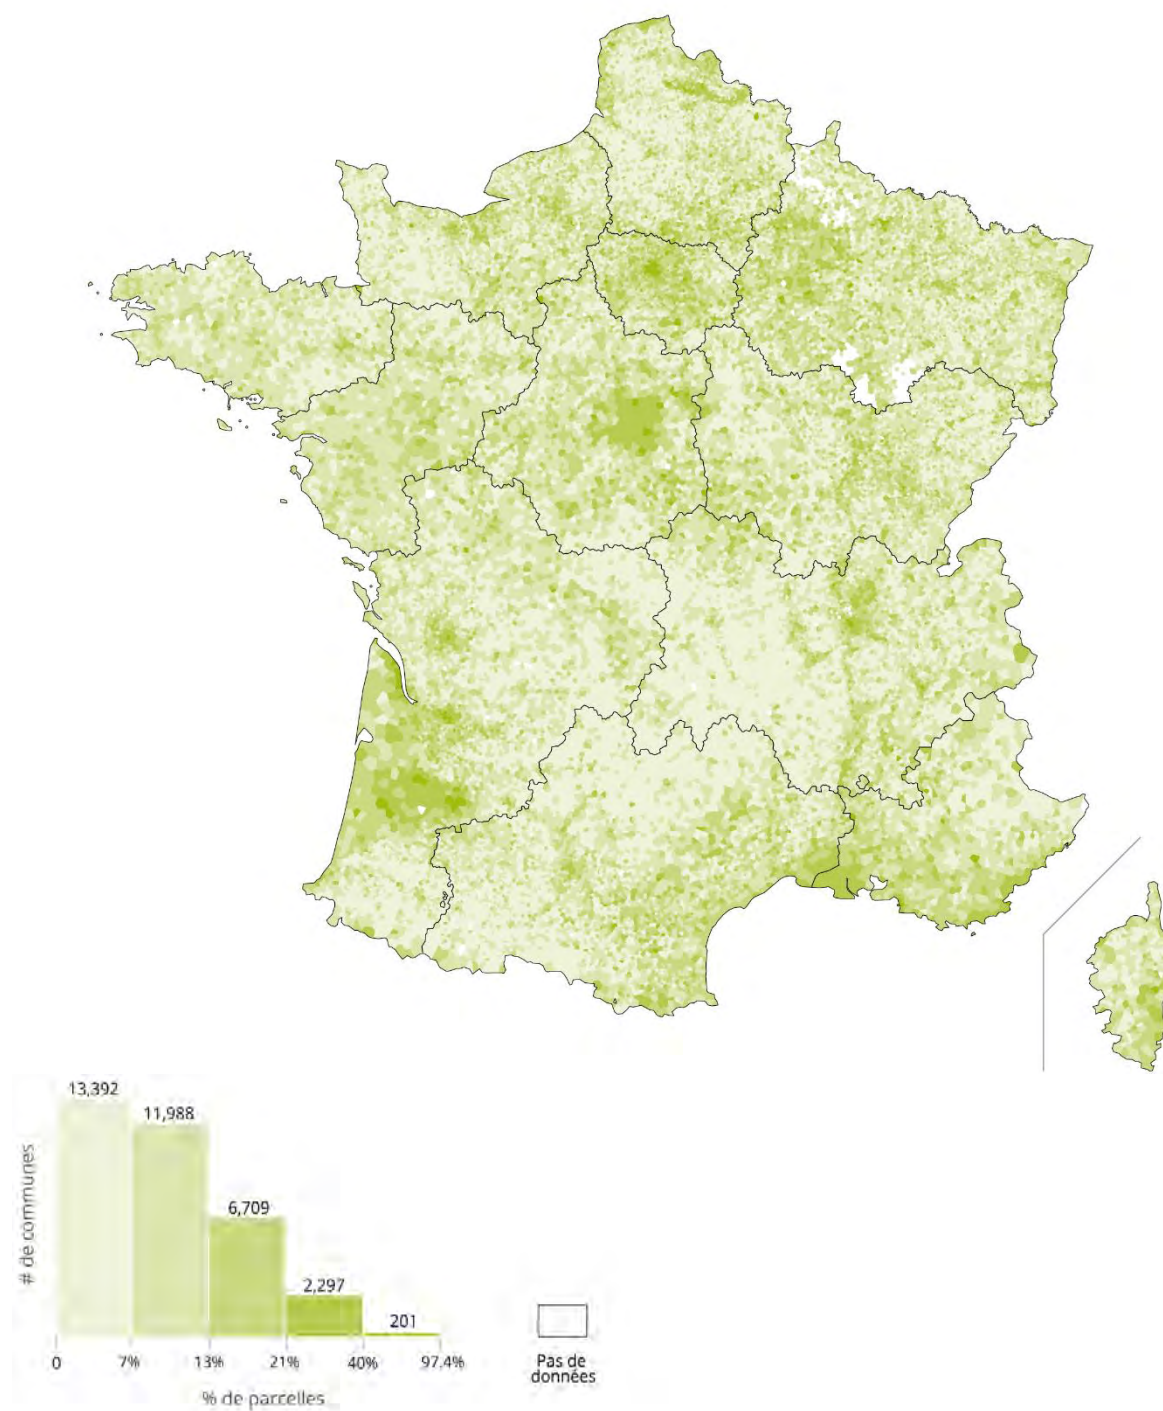 13,392
11,988
6,709
2,297
201
# de communes
0 7% 13% 21% 40% 97.4%
% de parcelles
Pas de
données